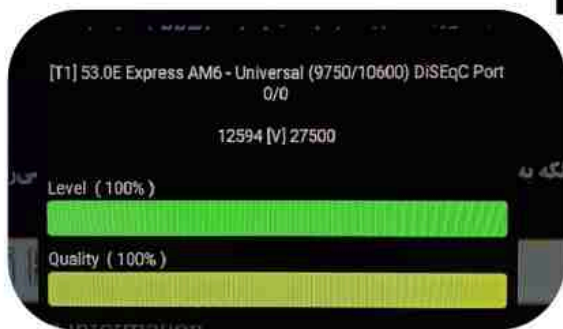 [T1] 53.0E Express AM6 - Universal (9750/10600) DiSEqC Port
0/0
12594 [V] 27500
Level ( 100% )
Quality ( 100% )